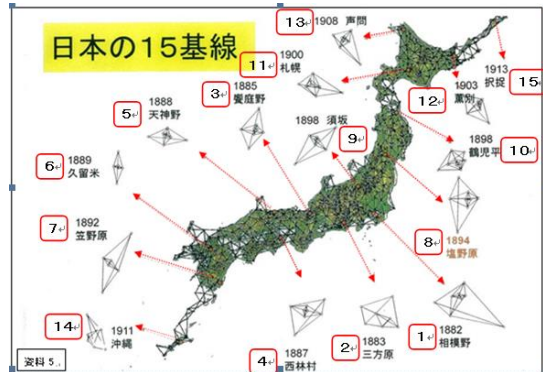 日本の15基線
13
1908 声問
11
1900
札幌
3
1885
饗庭野
5
1888
天神野
1898 須坂
9
12
1903
薫別
1913
択捉
15
6
1889
久留米
1898
鶴児平
10
7
1892
笠野原
8
1894
塩野原
14
1911
沖縄
4
1887
西林村
2
1883
三方原
1
1882
相模野
資料5